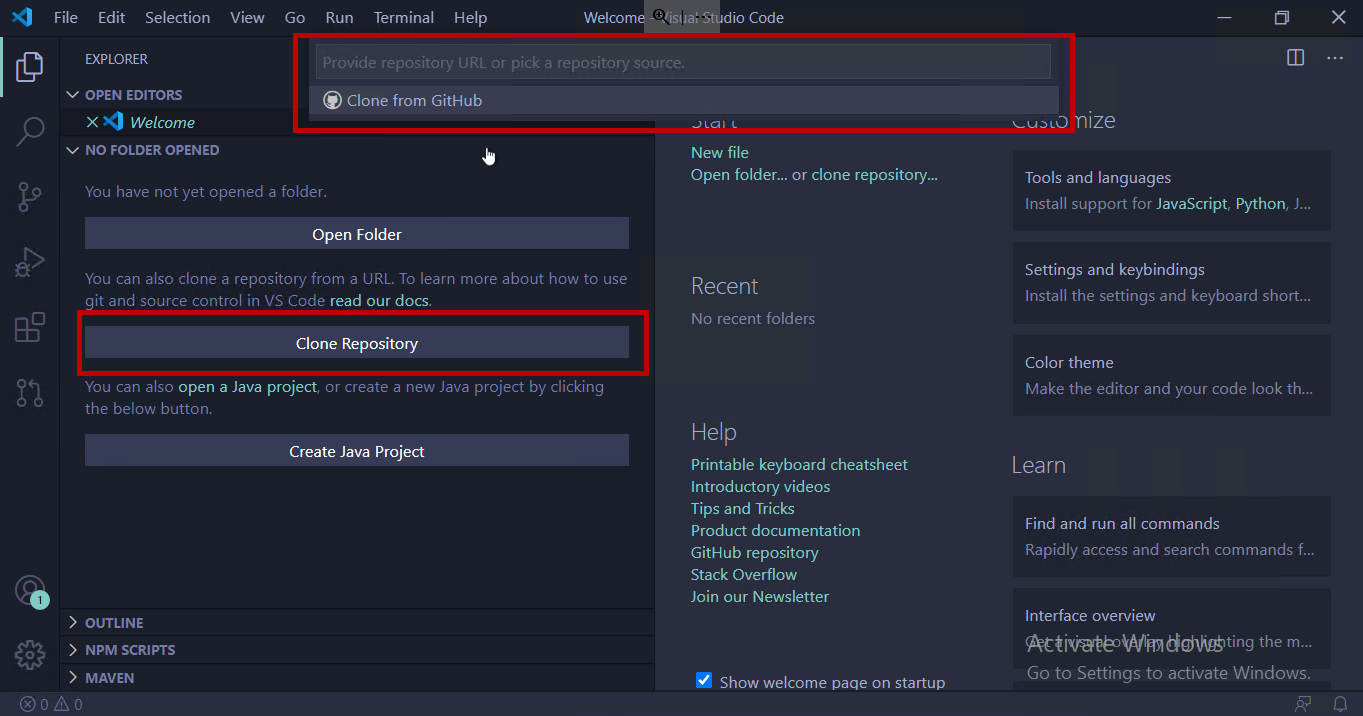 File Edit Selection View Go Run Terminal Help
Welcome - Visual Studio Code
Provide repository URL or pick a repository source.
Clone from GitHub
EXPLORER
OPEN EDITORS
Welcome
NO FOLDER OPENED
You have not yet opened a folder.
Open Folder
You can also clone a repository from a URL. To learn more about how to use
git and source control in VS Code read our docs.
Clone Repository
You can also open a Java project, or create a new Java project by clicking
the below button.
Create Java Project
1
OUTLINE
NPM SCRIPTS
MAVEN
0 0
Start
New file
Open folder... or clone repository...
Recent
No recent folders
Help
Printable keyboard cheatsheet
Introductory videos
Tips and Tricks
Product documentation
GitHub repository
Stack Overflow
Join our Newsletter
Show welcome page on startup
Customize
Tools and languages
Install support for JavaScript, Python, J...
Settings and keybindings
Install the settings and keyboard short...
Color theme
Make the editor and your code look th...
Learn
Find and run all commands
Rapidly access and search commands f...
Interface overview
Get a visual overlay highlighting the m...
Activate Windows
Go to Settings to activate Windows.